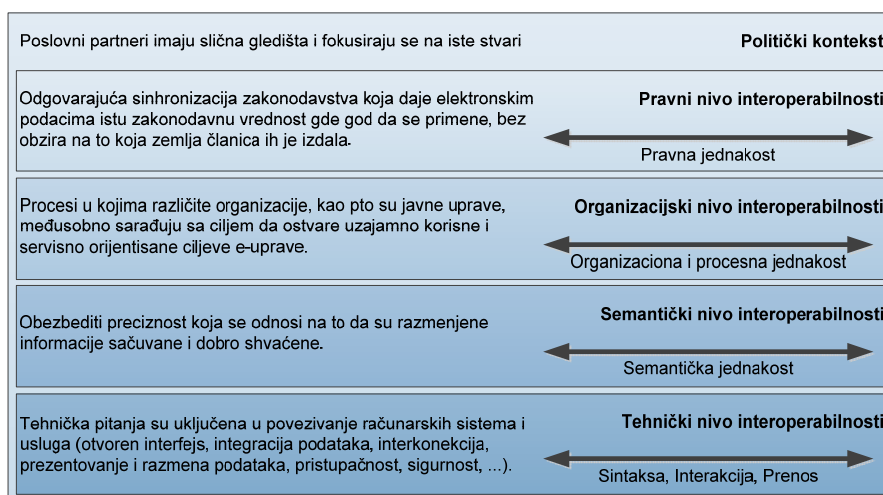 Poslovni partneri imaju slična gledišta i fokusiraju se na iste stvari
Politički kontekst
Odgovarajuća sinhronizacija zakonodavstva koja daje elektronskim
podacima istu zakonodavnu vrednost gde god da se primene, bez
obzira na to koja zemlja članica ih je izdala.
Pravni nivo interoperabilnosti
Pravna jednakost
Procesi u kojima različite organizacije, kao pto su javne uprave,
međusobno sarađuju sa ciljem da ostvare uzajamno korisne i
servisno orijentisane ciljeve e-uprave.
Organizacijski nivo interoperabilnosti
Organizaciona i procesna jednakost
Obezbediti preciznost koja se odnosi na to da su razmenjene
informacije sačuvane i dobro shvaćene.
Semantički nivo interoperabilnosti
Semantička jednakost
Tehnička pitanja su uključena u povezivanje računarskih sistema i
usluga (otvoren interfejs, integracija podataka, interkonekcija,
prezentovanje i razmena podataka, pristupačnost, sigurnost, ...).
Tehnički nivo interoperabilnosti
Sintaksa, Interakcija, Prenos